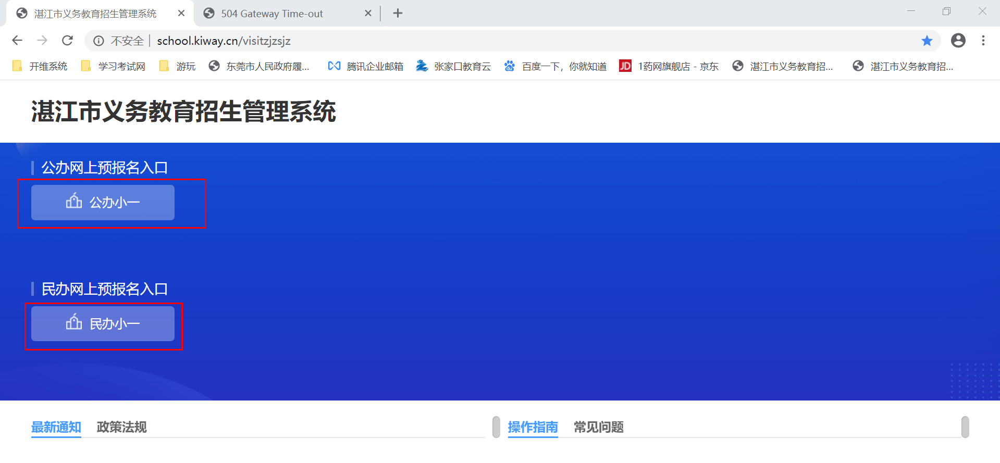 湛江市义务教育招生管理系统
504 Gateway Time-out
不安全
school.kiway.cn/visitzjzsjz
开维系统
学习考试网
游玩
东莞市人民政府履...
腾讯企业邮箱
张家口教育云
百度一下，你就知道
JD
1药网旗舰店 - 京东
湛江市义务教育招...
湛江市义务教育招...
湛江市义务教育招生管理系统
公办网上预报名入口
公办小一
民办网上预报名入口
民办小一
最新通知 政策法规
操作指南 常见问题